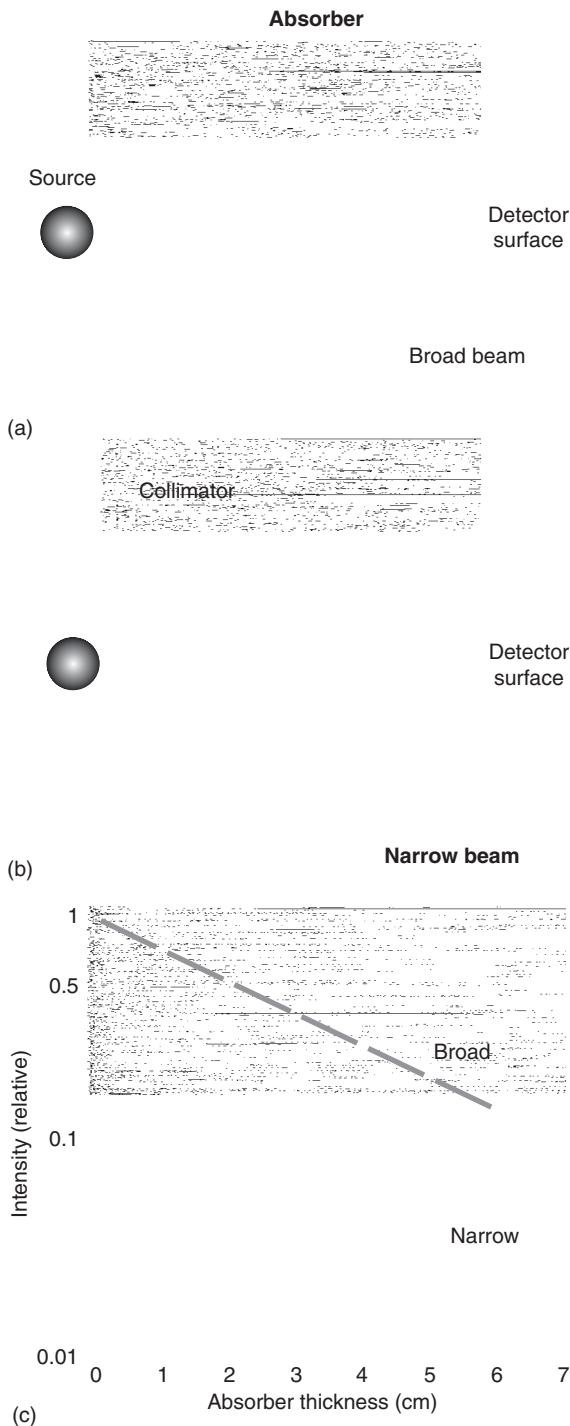 Absorber
Source
Detector
surface
Broad beam
(a)
Collimator
Detector
surface
Narrow beam
(b)
1
0.5
Broad
0.1
Narrow
0.01
Intensity (relative)
0 1 2 3 4 5 6 7
Absorber thickness (cm)
(c)